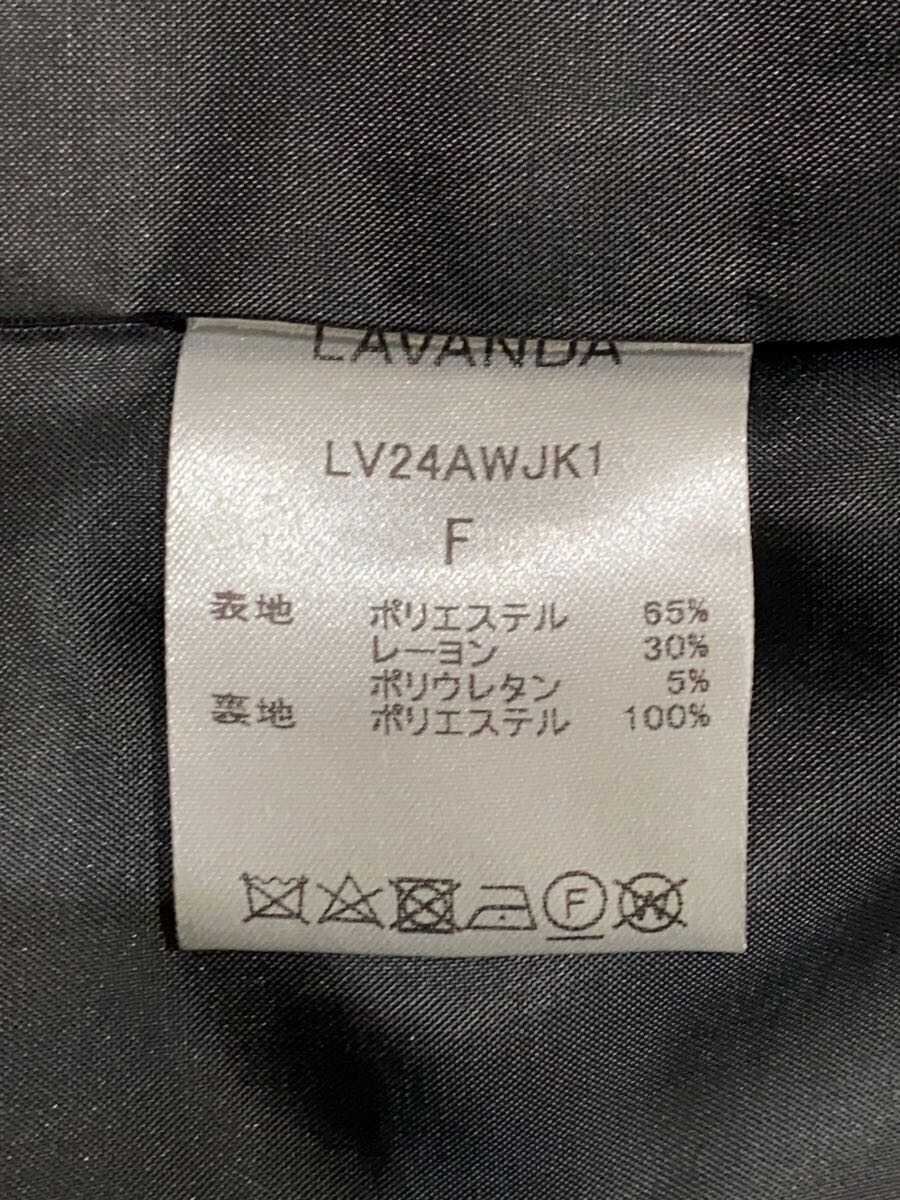 LAVANDA
LV24AWJK1
F
表地 ポリエステル 65%
レーヨン 30%
ポリウレタン 5%
裏地 ポリエステル 100%
F
W